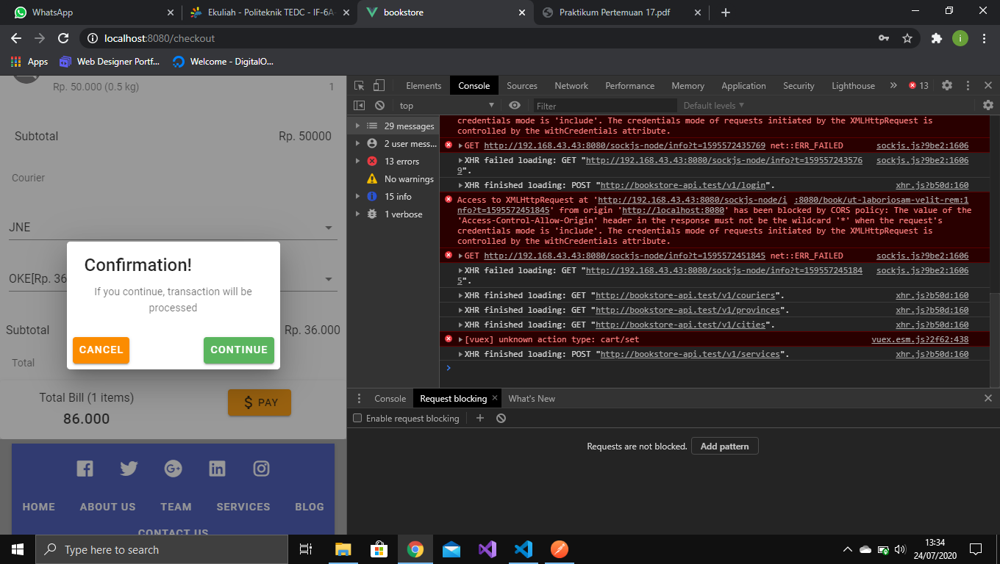 WhatsApp
Ekuliah - Politeknik TEDC - IF-6A-
bookstore
Praktikum Pertemuan 17.pdf
localhost:8080/checkout
i
Apps
Web Designer Portf...
Welcome - DigitalO...
Rp. 50.000 (0.5 kg)
1
Subtotal
Rp. 50000
Courier
JNE
OKE[Rp. 36
Confirmation!
If you continue, transaction will be
processed
CANCEL
CONTINUE
Subtotal
Rp. 36.000
Total
Total Bill (1 items)
86.000
$ PAY
HOME
ABOUT US
TEAM
SERVICES
BLOG
CONTACT US
Elements
Console
Sources
Network
Performance
Memory
Application
Security
Lighthouse
»
13
top
Filter
Default levels
29 messages
2 user mess...
13 errors
No warnings
15 info
1 verbose
credentials mode is 'include'. The credentials mode of requests initiated by the XMLHttpRequest is
controlled by the withCredentials attribute.
GET http://192.168.43.43:8080/sockjs-node/info?t=1595572435769 net::ERR_FAILED sockjs.js?9be2:1606
XHR failed loading: GET "http://192.168.43.43:8080/sockjs-node/info?t=159557243576 sockjs.js?9be2:1606
9".
XHR finished loading: POST "http://bookstore-api.test/v1/login". xhr.js?b50d:160
Access to XMLHttpRequest at 'http://192.168.43.43:8080/sockjs-node/i :8080/book/ut-laboriosam-velit-rem:1
nfo?t=1595572451845' from origin 'http://localhost:8080' has been blocked by CORS policy: The value of the
'Access-Control-Allow-Origin' header in the response must not be the wildcard '*' when the request's
credentials mode is 'include'. The credentials mode of requests initiated by the XMLHttpRequest is
controlled by the withCredentials attribute.
GET http://192.168.43.43:8080/sockjs-node/info?t=1595572451845 net::ERR_FAILED sockjs.js?9be2:1606
XHR failed loading: GET "http://192.168.43.43:8080/sockjs-node/info?t=159557245184 sockjs.js?9be2:1606
5".
XHR finished loading: GET "http://bookstore-api.test/v1/couriers". xhr.js?b50d:160
XHR finished loading: GET "http://bookstore-api.test/v1/provinces". xhr.js?b50d:160
XHR finished loading: GET "http://bookstore-api.test/v1/cities". xhr.js?b50d:160
[vuex] unknown action type: cart/set vuex.esm.js?2f62:438
XHR finished loading: POST "http://bookstore-api.test/v1/services". xhr.js?b50d:160
Console
Request blocking
What's New
Enable request blocking
Requests are not blocked.
Add pattern
Type here to search
13:34
24/07/2020